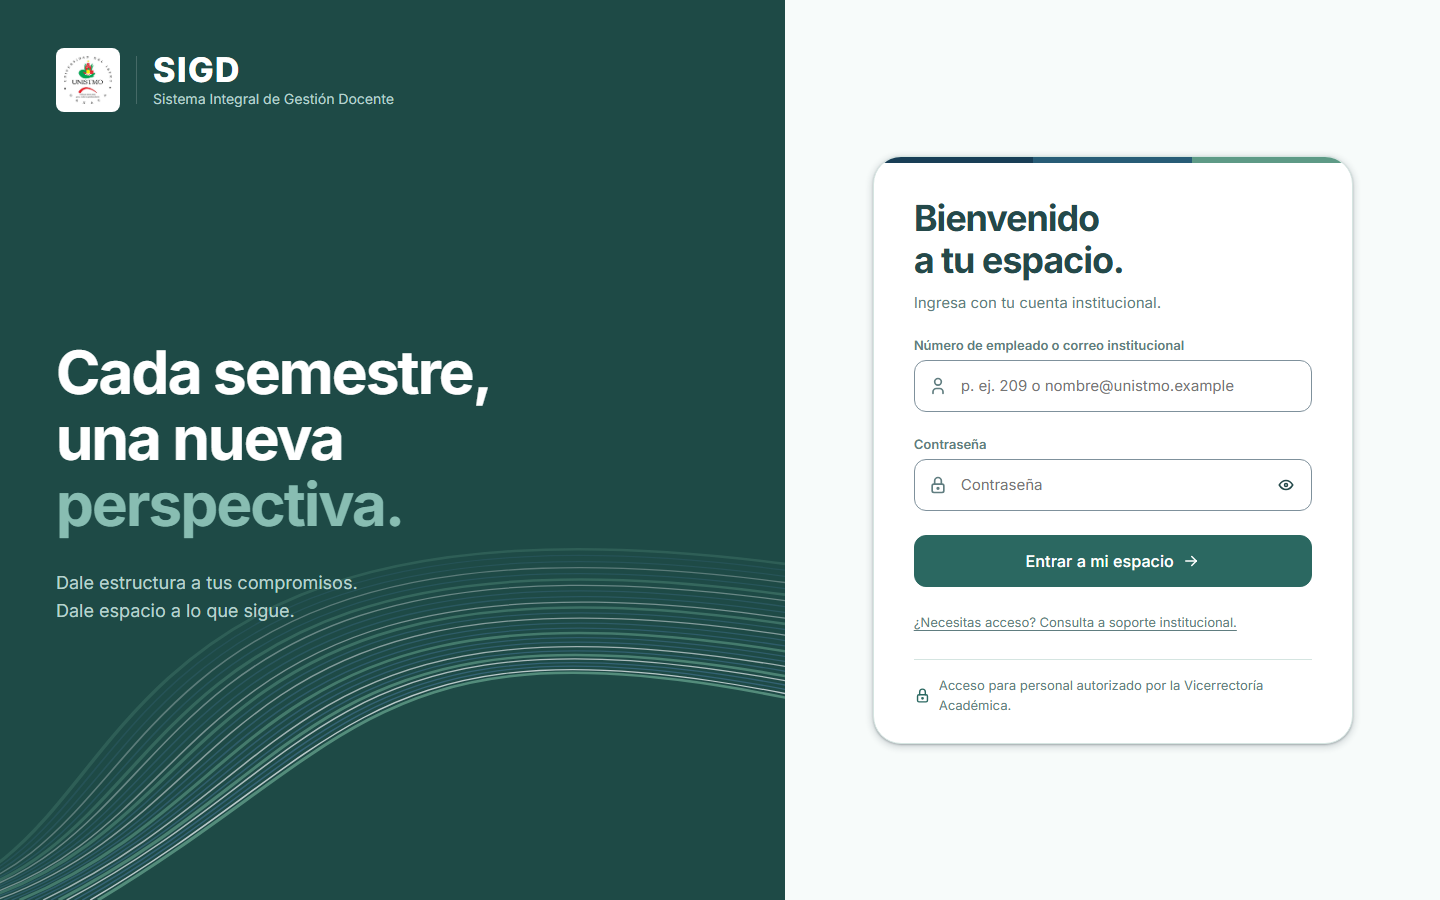 UNISTMO
SIGD
Sistema Integral de Gestión Docente
Cada semestre,
una nueva
perspectiva.
Dale estructura a tus compromisos.
Dale espacio a lo que sigue.
Bienvenido
a tu espacio.
Ingresa con tu cuenta institucional.
Número de empleado o correo institucional
p. ej. 209 o nombre@unistmo.example
Contraseña
Contraseña
Entrar a mi espacio →
¿Necesitas acceso? Consulta a soporte institucional.
Acceso para personal autorizado por la Vicerrectoría
Académica.